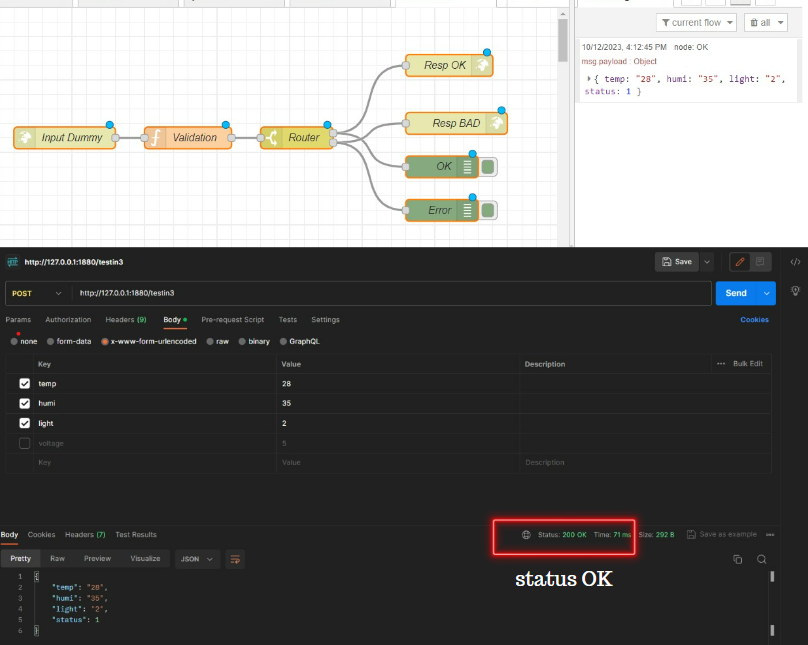 current flow
all
10/12/2023, 4:12:45 PM node: OK
msg.payload : Object
{ temp: "28", humi: "35", light: "2",
status: 1 }
Resp OK
Resp BAD
Input Dummy
Validation
Router
OK
Error
http://127.0.0.1:1880/testin3
Save
POST
http://127.0.0.1:1880/testin3
Send
Params Authorization Headers (9) Body Pre-request Script Tests Settings
Cookies
none form-data x-www-form-urlencoded raw binary GraphQL
Key Value Description Bulk Edit
temp 28
humi 35
light 2
voltage 5
Key Value Description
Body Cookies Headers (7) Test Results
Status: 200 OK Time: 71 ms Size: 292 B Save as example
Pretty Raw Preview Visualize JSON
status OK
1 {
2 "temp": "28",
3 "humi": "35",
4 "light": "2",
5 "status": 1
6 }